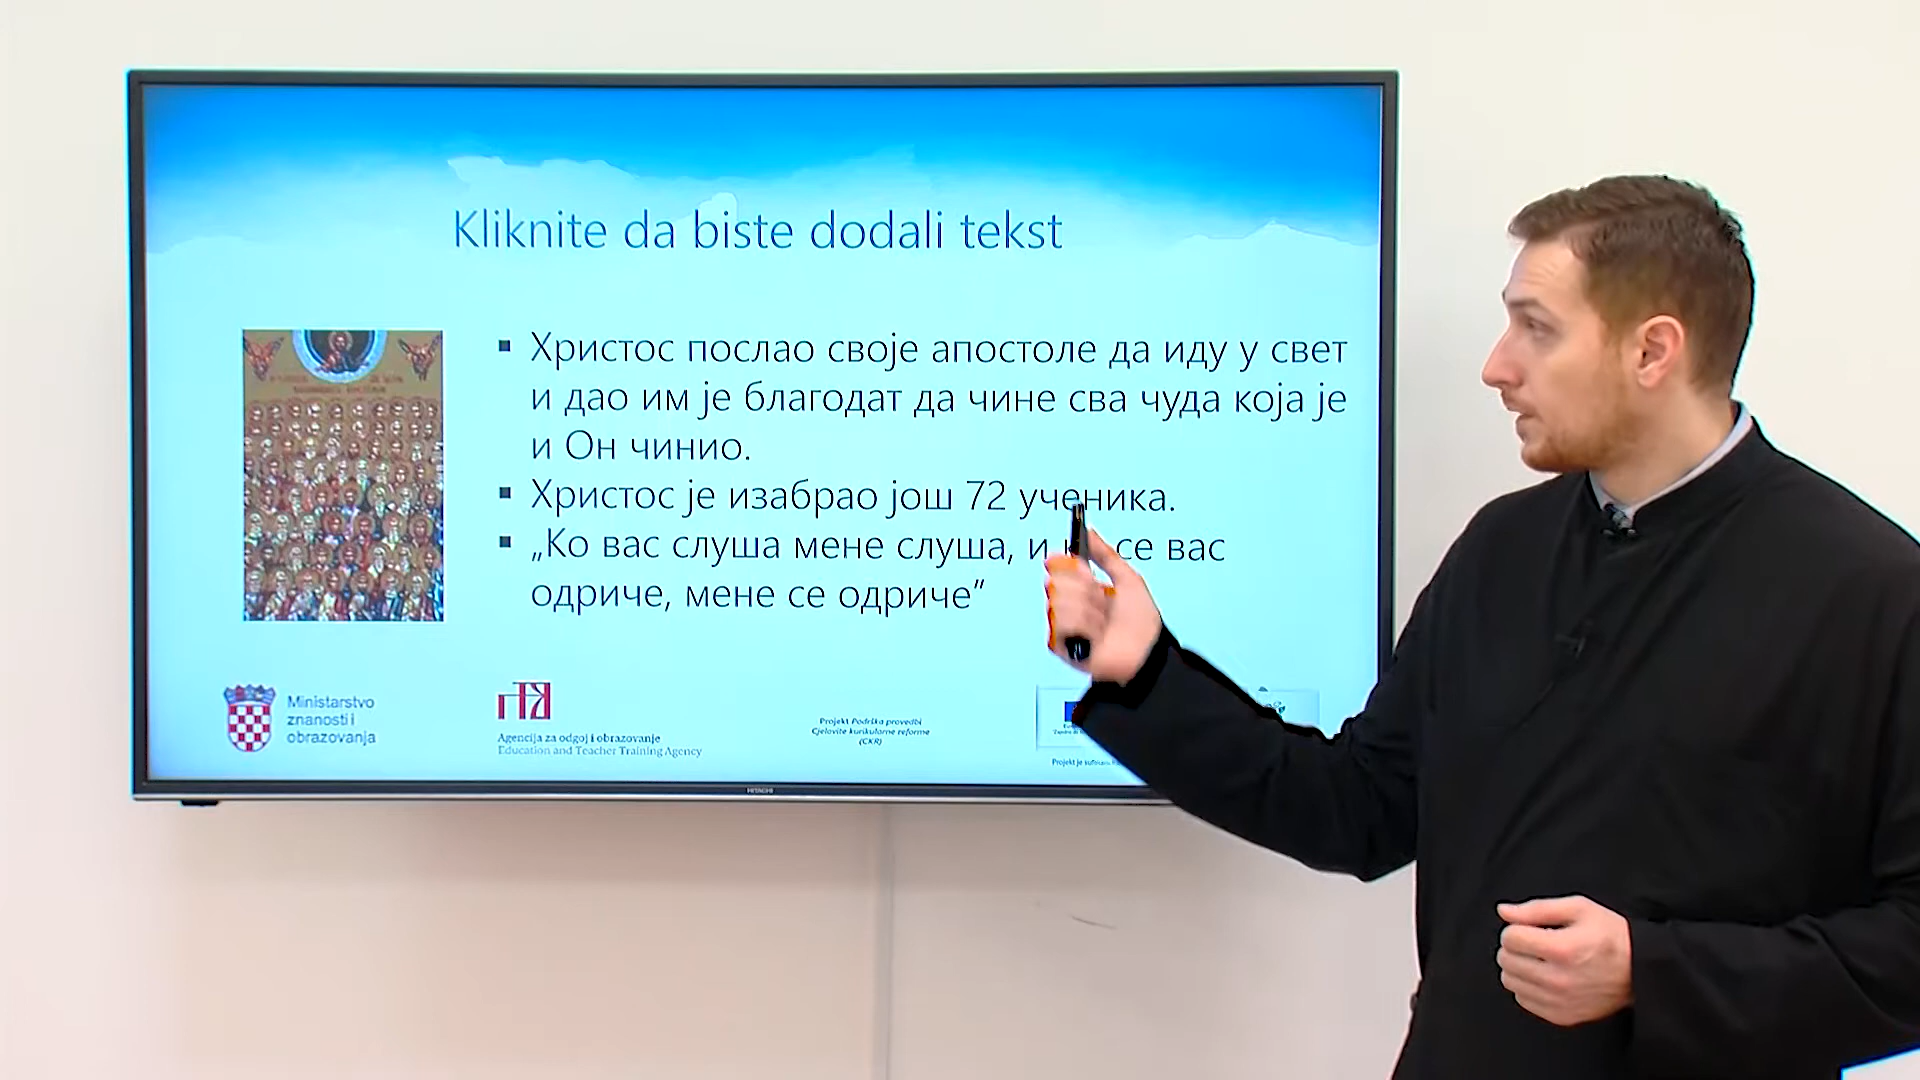 Kliknite da biste dodali tekst
▪ Христос послао своје апостоле да иду у свет
и дао им је благодат да чине сва чуда која је
и Он чинио.
▪ Христос је изабрао још 72 ученика.
▪ „Ко вас слуша мене слуша, и се вас
одриче, мене се одриче“
Ministarstvo
znanosti i
obrazovanja
Agencija za odgoj i obrazovanje
Education and Teacher Training Agency
Projekt Podrška provedbi
Cjelovite kurikularne reforme
(CKR)
Projekt je
HITACHI